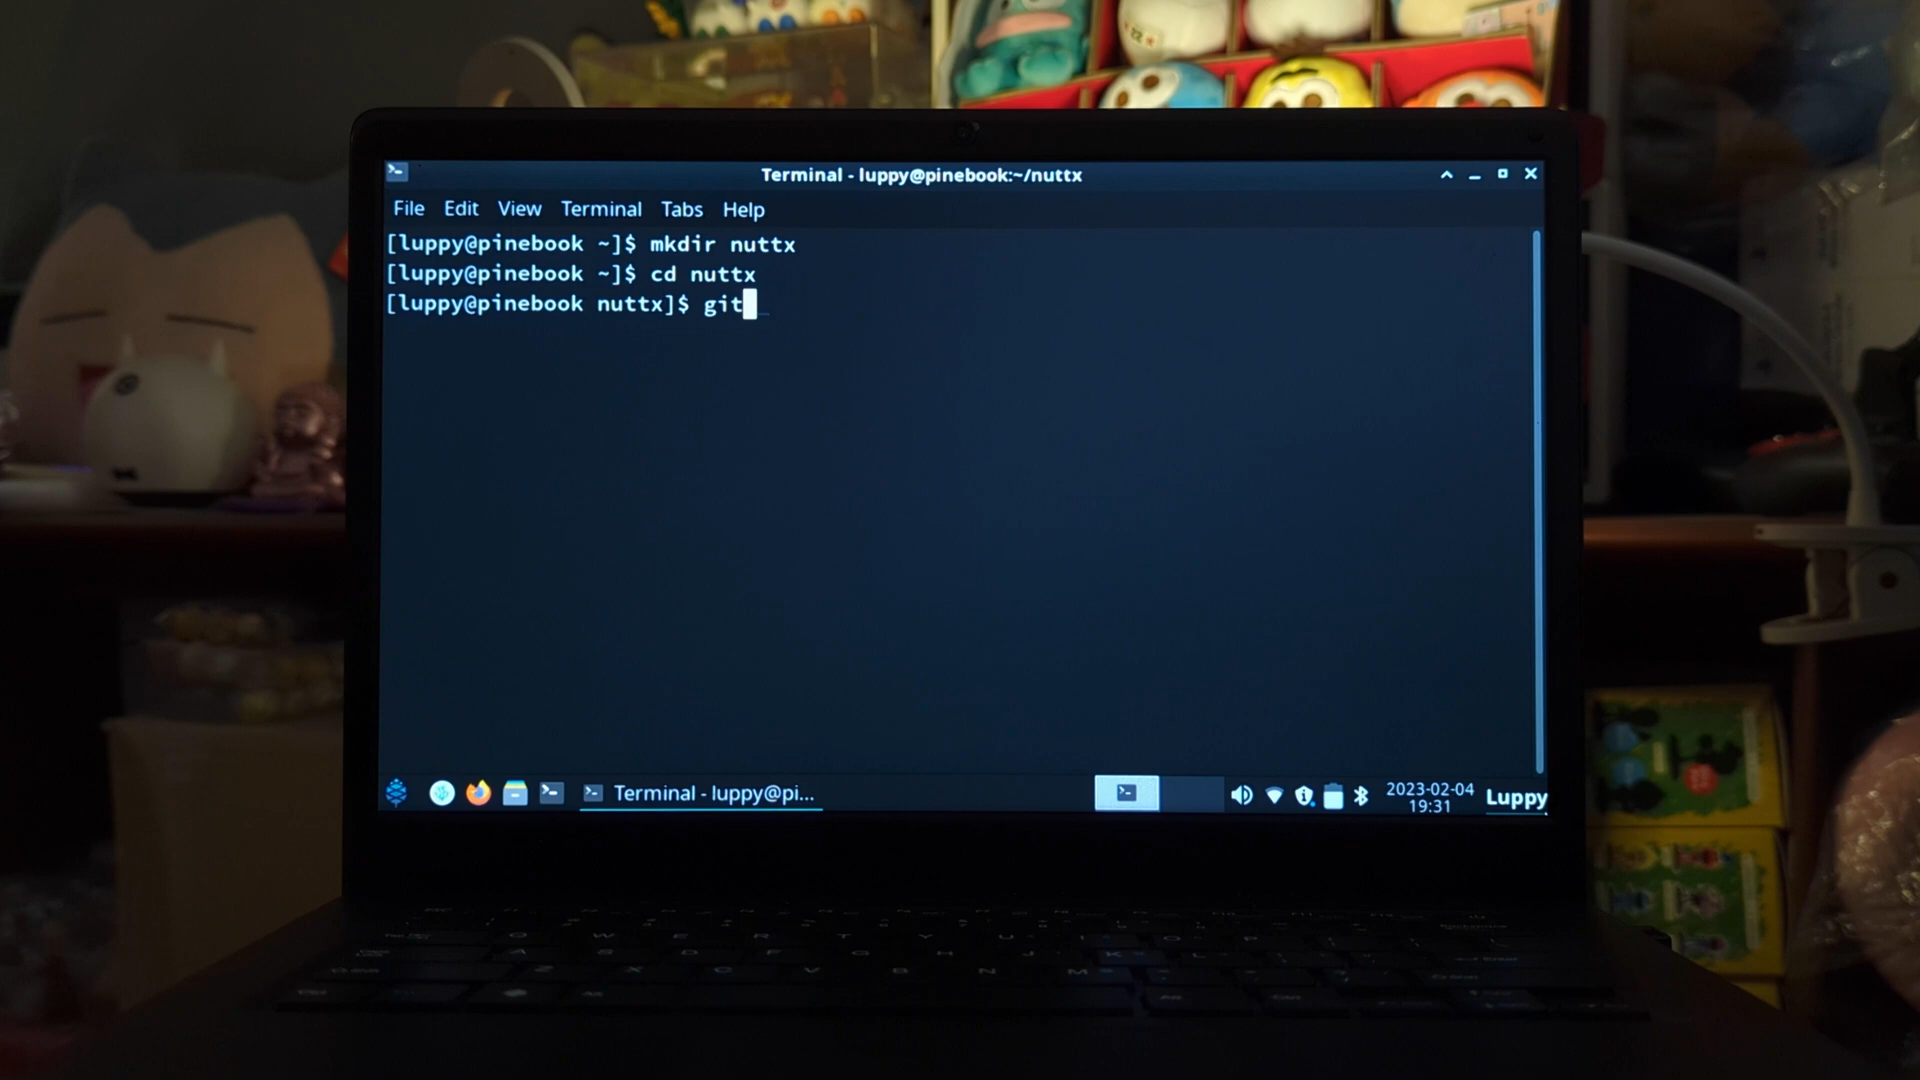 Terminal - luppy@pinebook:~/nuttx
File Edit View Terminal Tabs Help
[luppy@pinebook ~]$ mkdir nuttx
[luppy@pinebook ~]$ cd nuttx
[luppy@pinebook nuttx]$ git
Terminal - luppy@pi...
2023-02-04
19:31
Luppy
Q W E R T Y U I O P
A S D F G H J K L
Z X C V B N M